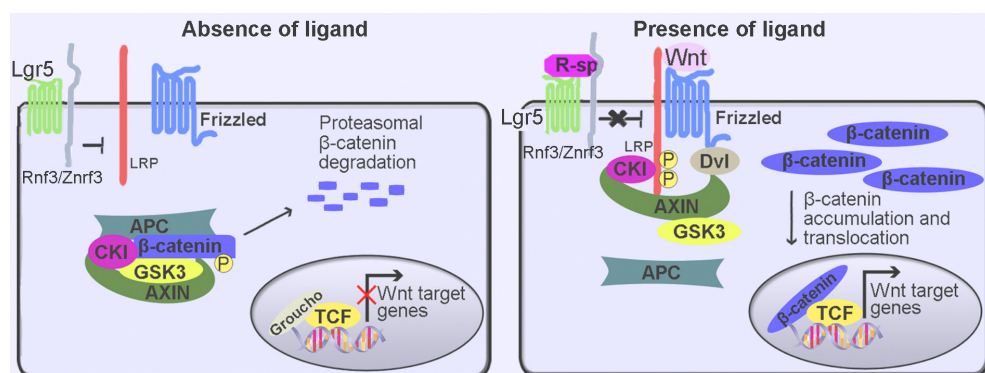 Absence of ligand
Lgr5
Frizzled
Rnf3/Znrf3
LRP
Proteasomal
β-catenin
degradation
APC
CKI
β-catenin
P
GSK3
AXIN
Groucho
TCF
Wnt target
genes
Presence of ligand
R-sp
Wnt
Lgr5
Frizzled
Rnf3/Znrf3
LRP
CKI
P
P
Dvl
AXIN
GSK3
APC
β-catenin
β-catenin
β-catenin
β-catenin
accumulation and
translocation
β-catenin
TCF
Wnt target
genes